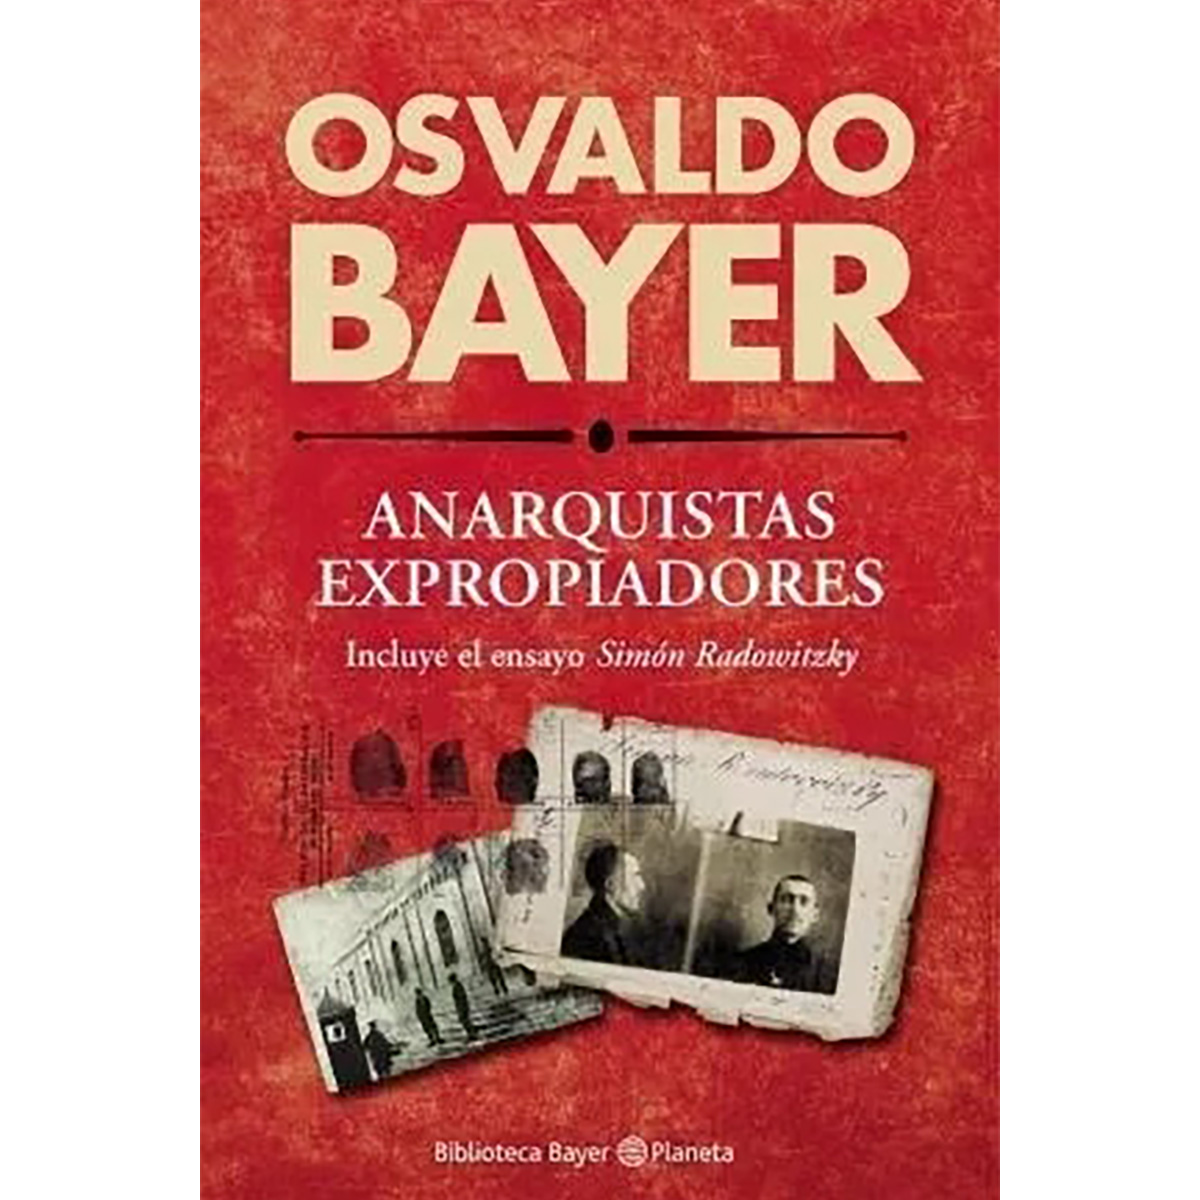 OSVALDO
BAYER
ANARQUISTAS
EXPROPIADORES
Incluye el ensayo Simón Radowitzky
Biblioteca Bayer Planeta